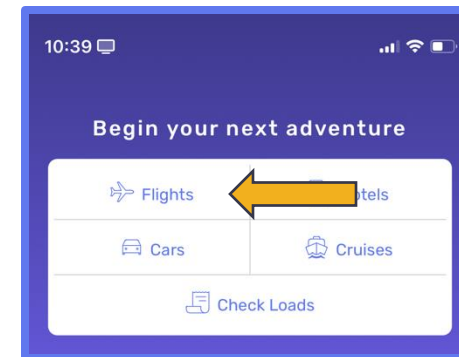 10:39
Begin your next adventure
Flights
Cars
Cruises
Check Loads